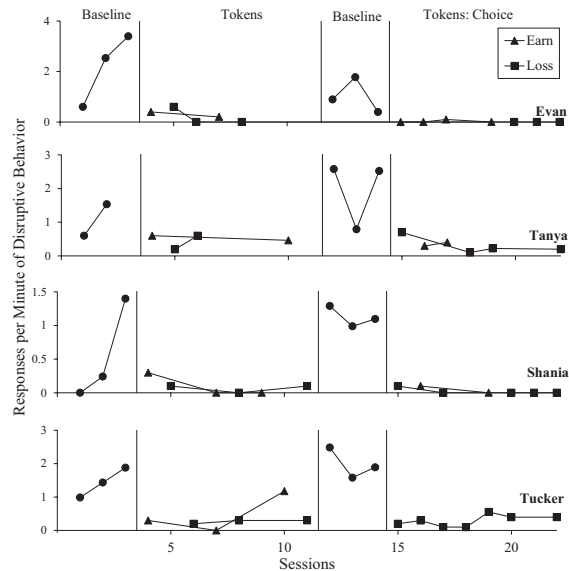 Baseline Tokens Baseline Tokens: Choice
Earn
Loss
4
2
0
Evan
3
2
1
0
Tanya
1.5
1
0.5
0
Shania
3
2
1
0
Tucker
5 10 15 20
Sessions
Responses per Minute of Disruptive Behavior